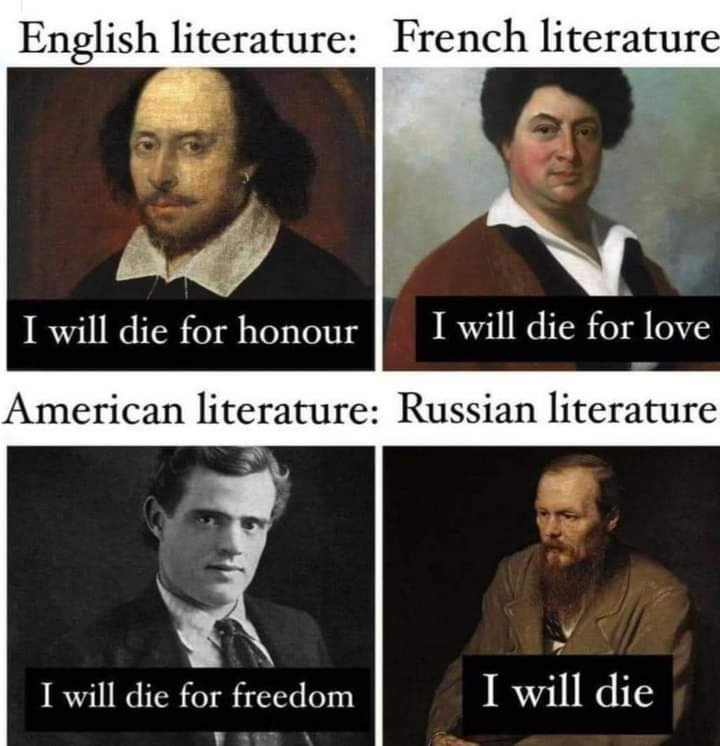 English literature:
French literature
I will die for honour
I will die for love
American literature:
Russian literature
I will die for freedom
I will die